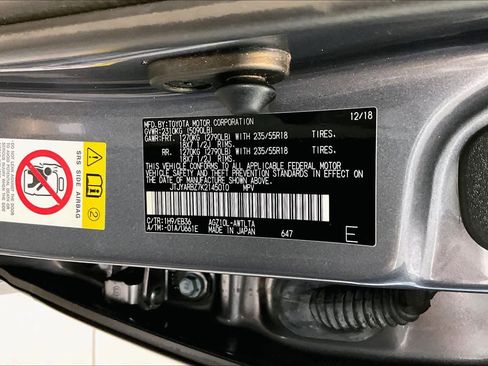 MFD.BY:TOYOTA MOTOR CORPORATION 12/18
GVWR:2310KG (5090LB)
GAWR:FRT. 1270KG (2790LB) WITH 235/55R18 TIRES.
18X7 1/2J RIMS.
RR. 1270KG (2790LB) WITH 235/55R18 TIRES.
18X7 1/2J RIMS.
THIS VEHICLE CONFORMS TO ALL APPLICABLE FEDERAL MOTOR
VEHICLE SAFETY AND THEFT PREVENTION STANDARDS IN EFFECT ON
THE DATE OF MANUFACTURE SHOWN ABOVE.
JTJYARBZ7K2145010 MPV
C/TR:1H9/EB36 AGZ10L-AWTLTA
A/TM:-01A/U661E MADE IN JAPAN 647
E
SIDE SRS AIRBAG